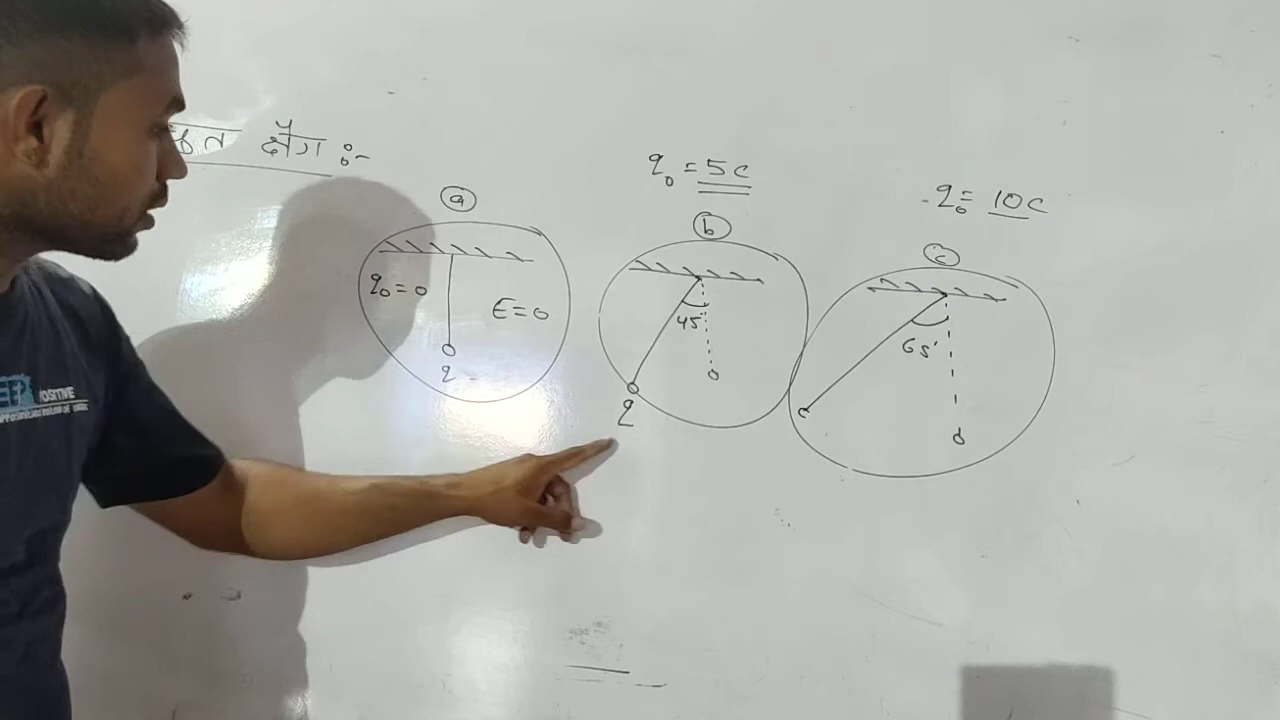 क्षेत्र :-
a
q₀ = 0
E = 0
q
q₀ = 5c
b
45°
q
q₀ = 10c
c
65°